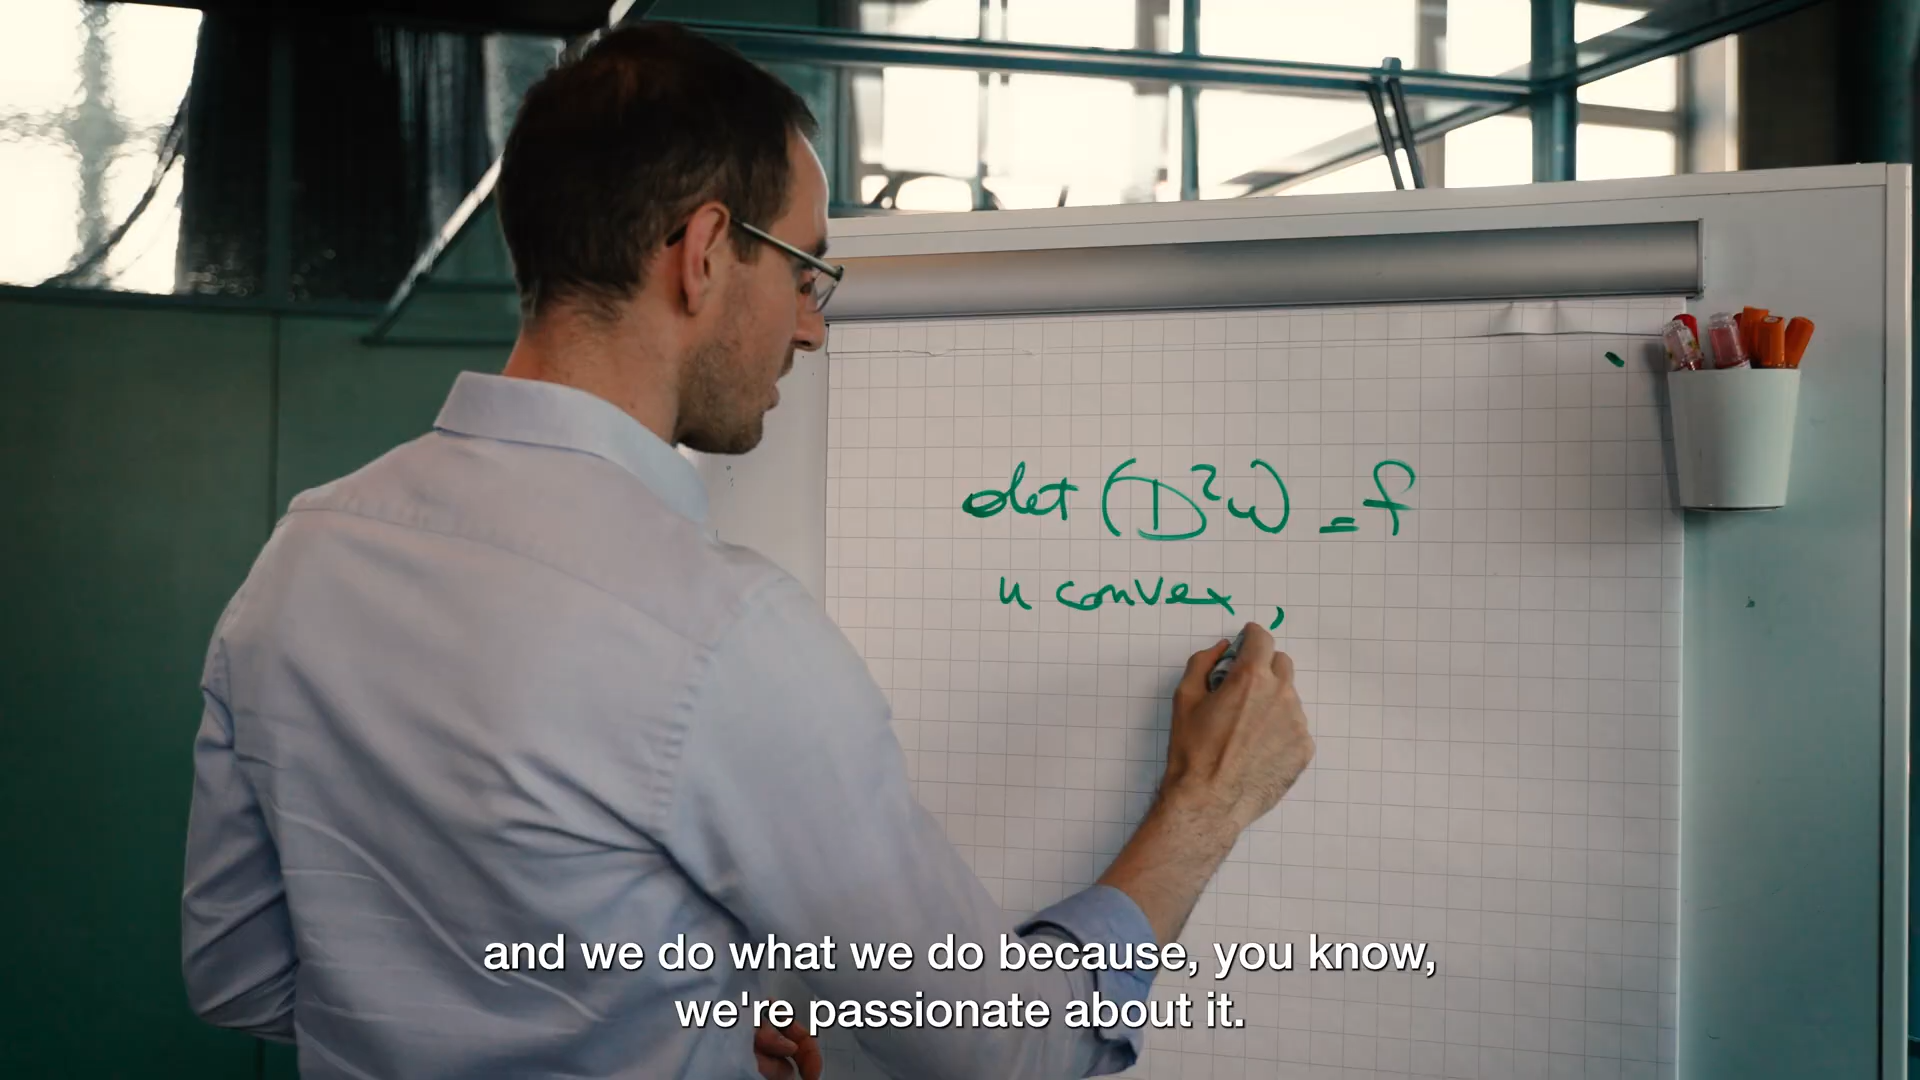 det (D²u) = f
u convex,
and we do what we do because, you know,
we're passionate about it.